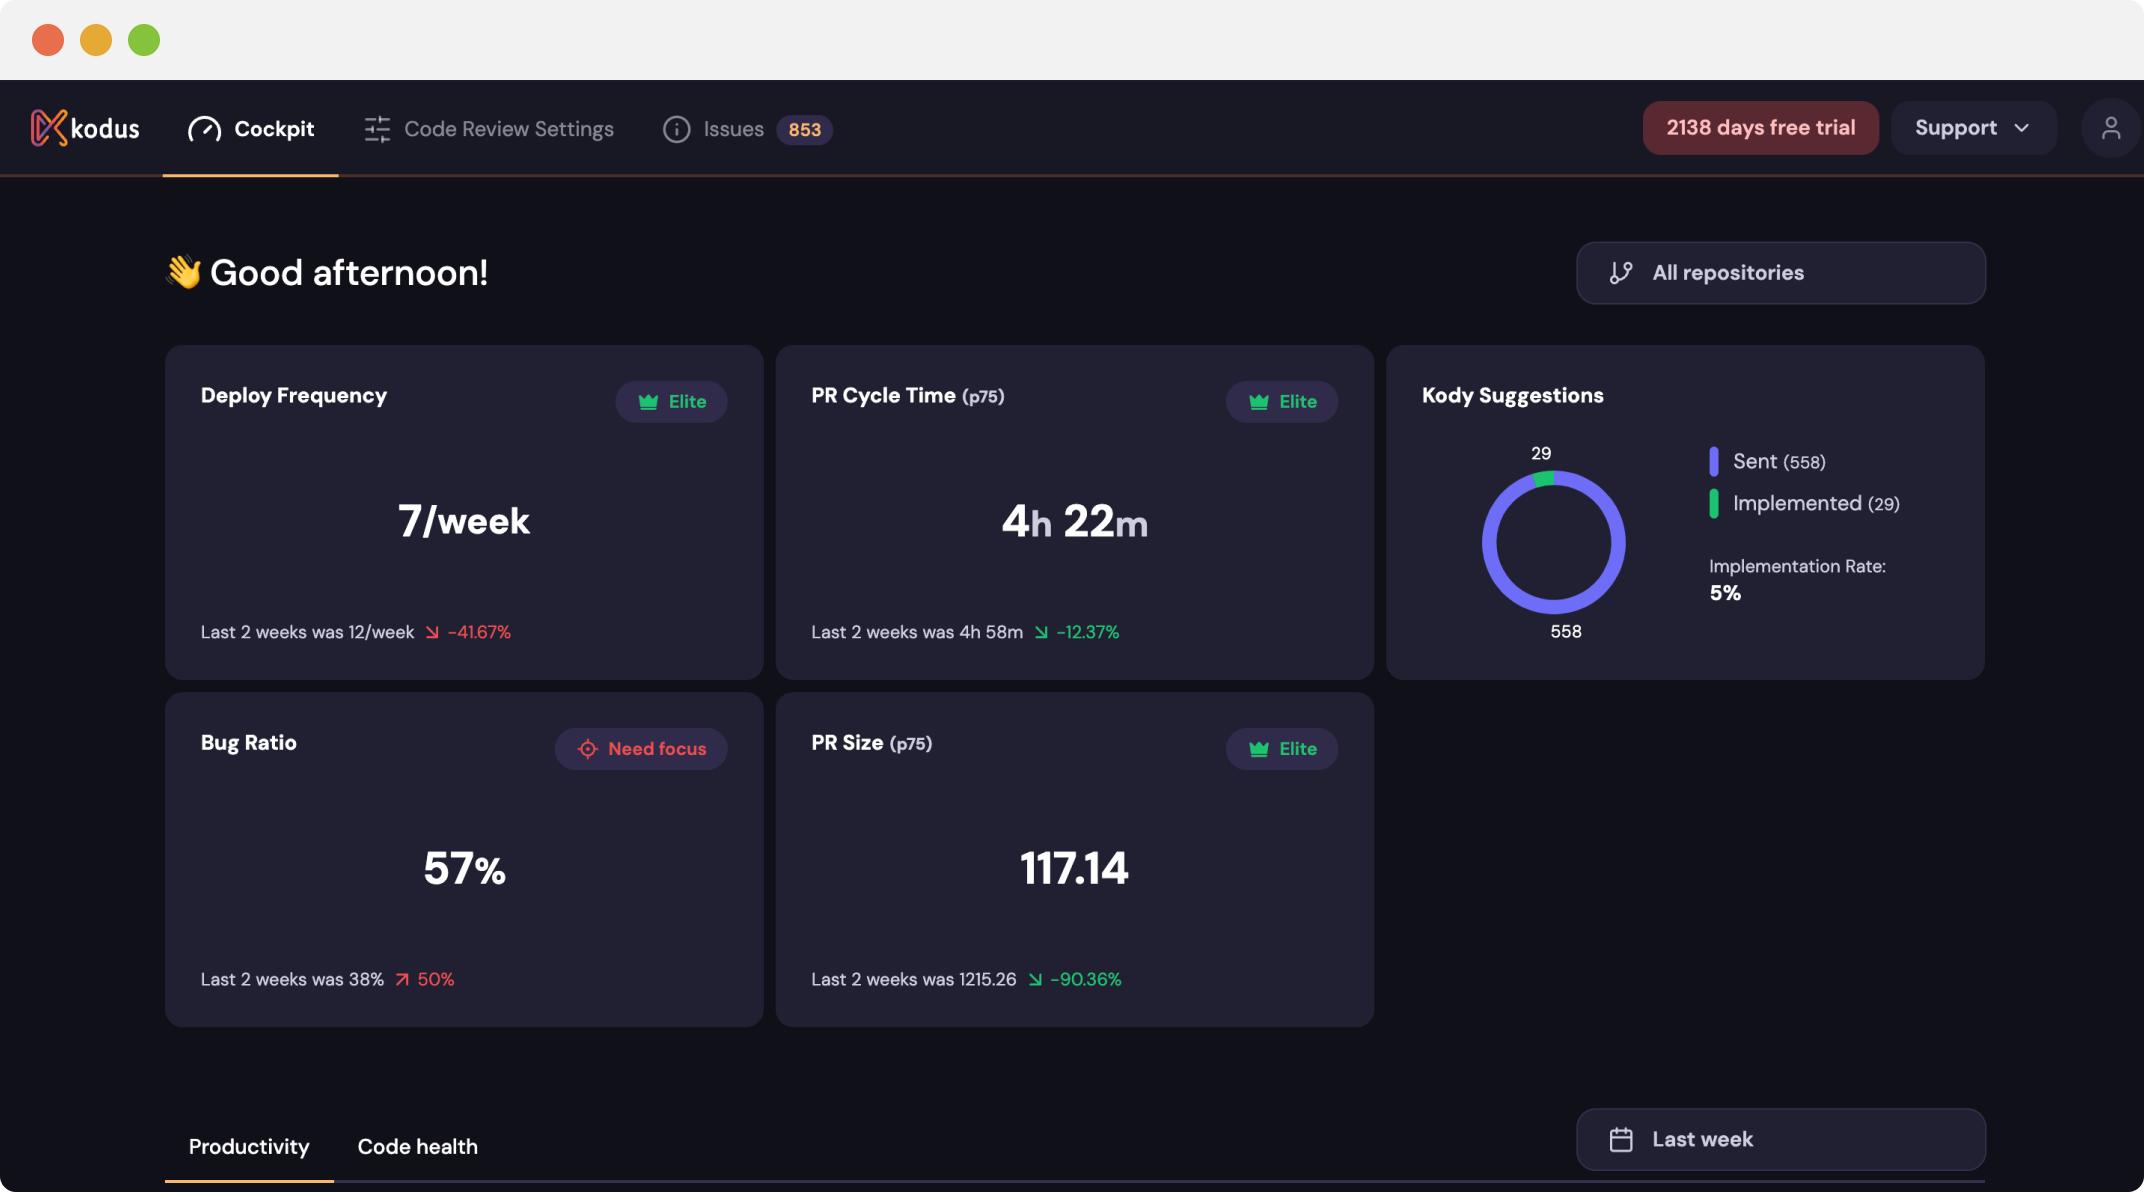 kodus Cockpit Code Review Settings Issues 853 2138 days free trial Support
👋 Good afternoon! All repositories
Deploy Frequency Elite
7/week
Last 2 weeks was 12/week ↘ -41.67%
PR Cycle Time (p75) Elite
4h 22m
Last 2 weeks was 4h 58m ↘ -12.37%
Kody Suggestions
29
558
Sent (558)
Implemented (29)
Implementation Rate:
5%
Bug Ratio Need focus
57%
Last 2 weeks was 38% ↗ 50%
PR Size (p75) Elite
117.14
Last 2 weeks was 1215.26 ↘ -90.36%
Productivity Code health Last week